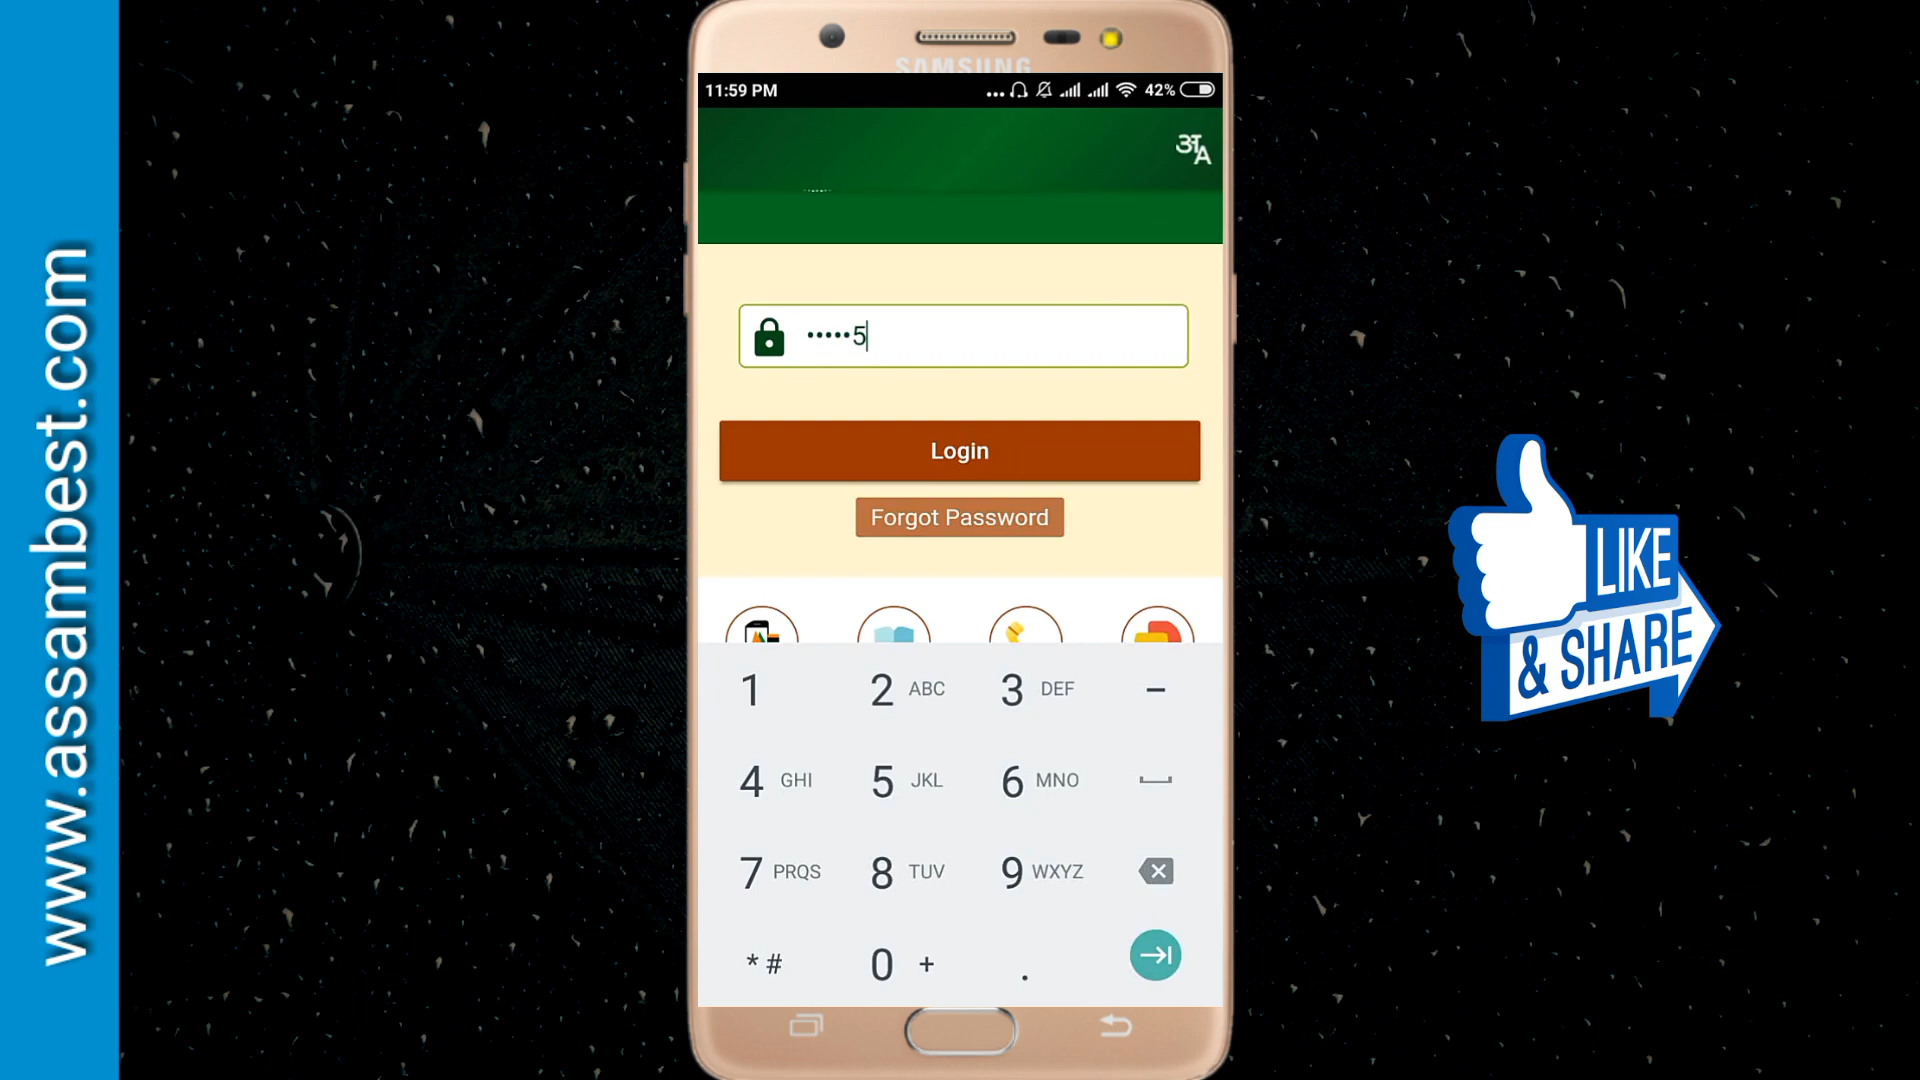 www.assambest.com
SAMSUNG
11:59 PM
42%
अA
•••••5
Login
Forgot Password
1
2 ABC
3 DEF
–
4 GHI
5 JKL
6 MNO
7 PRQS
8 TUV
9 WXYZ
* #
0 +
.
LIKE
& SHARE